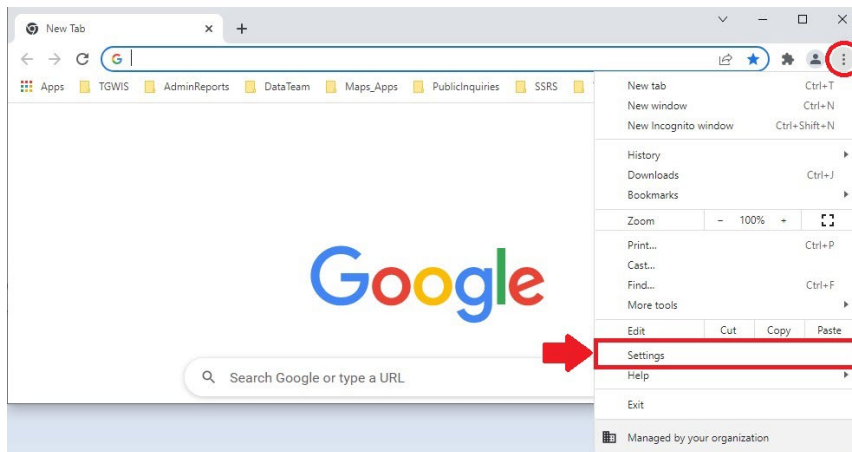 New Tab
G
Apps TGWIS AdminReports DataTeam Maps_Apps PublicInquiries SSRS
New tab Ctrl+T
New window Ctrl+N
New Incognito window Ctrl+Shift+N
History
Downloads Ctrl+J
Bookmarks
Zoom - 100% +
Print... Ctrl+P
Cast...
Find... Ctrl+F
More tools
Edit Cut Copy Paste
Settings
Help
Exit
Managed by your organization
Google
Search Google or type a URL